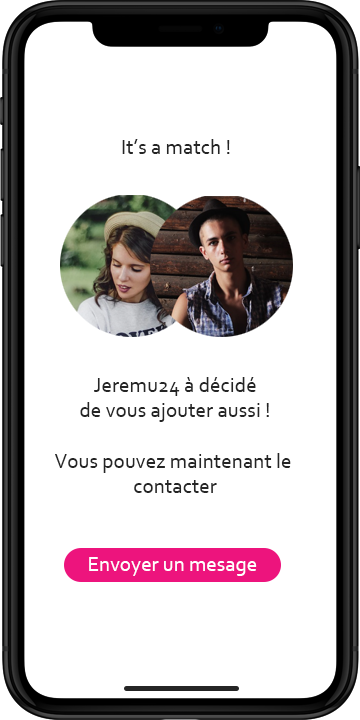 It's a match !
Jeremu24 à décidé
de vous ajouter aussi !
Vous pouvez maintenant le
contacter
Envoyer un mesage